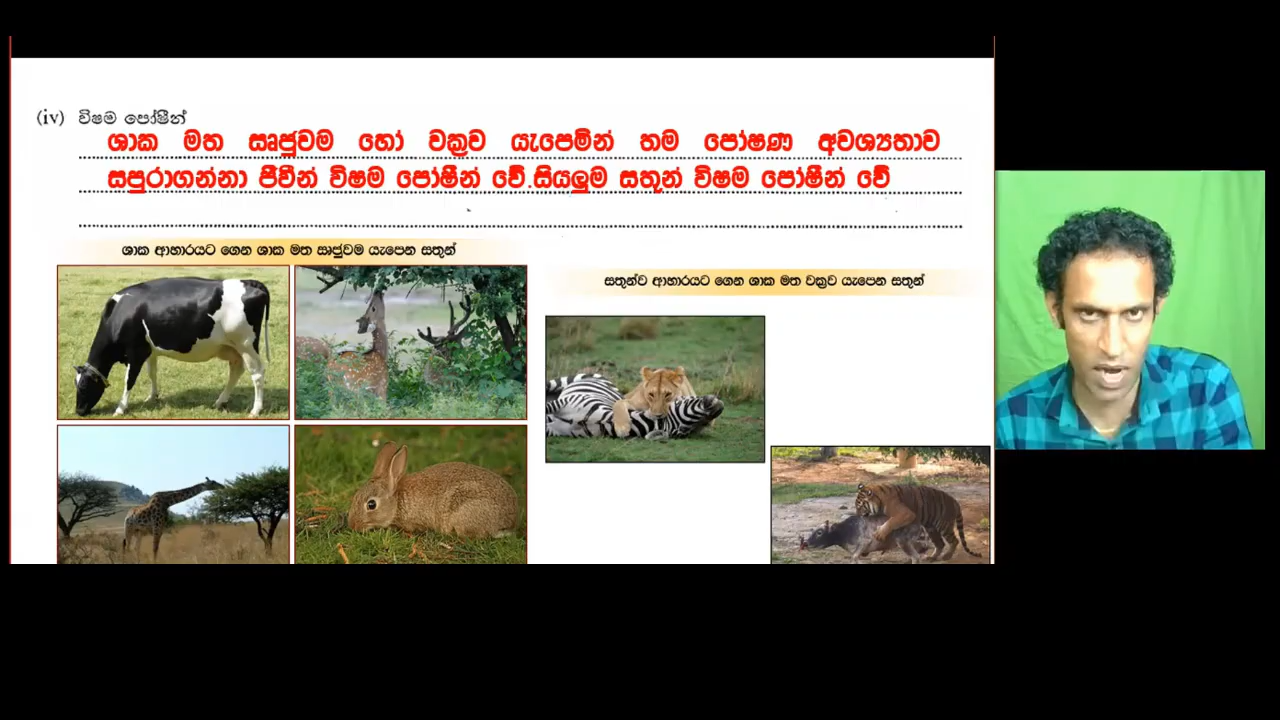 (iv) විෂම පෝෂීන්
ශාක මත සෘජුවම හෝ වක්‍රව යැපෙමින් තම පෝෂණ අවශ්‍යතාව
සපුරාගන්නා ජීවීන් විෂම පෝෂීන් වේ.සියලුම සතුන් විෂම පෝෂීන් වේ
ශාක ආහාරයට ගෙන ශාක මත සෘජුවම යැපෙන සතුන්
සතුන්ව ආහාරයට ගෙන ශාක මත වක්‍රව යැපෙන සතුන්